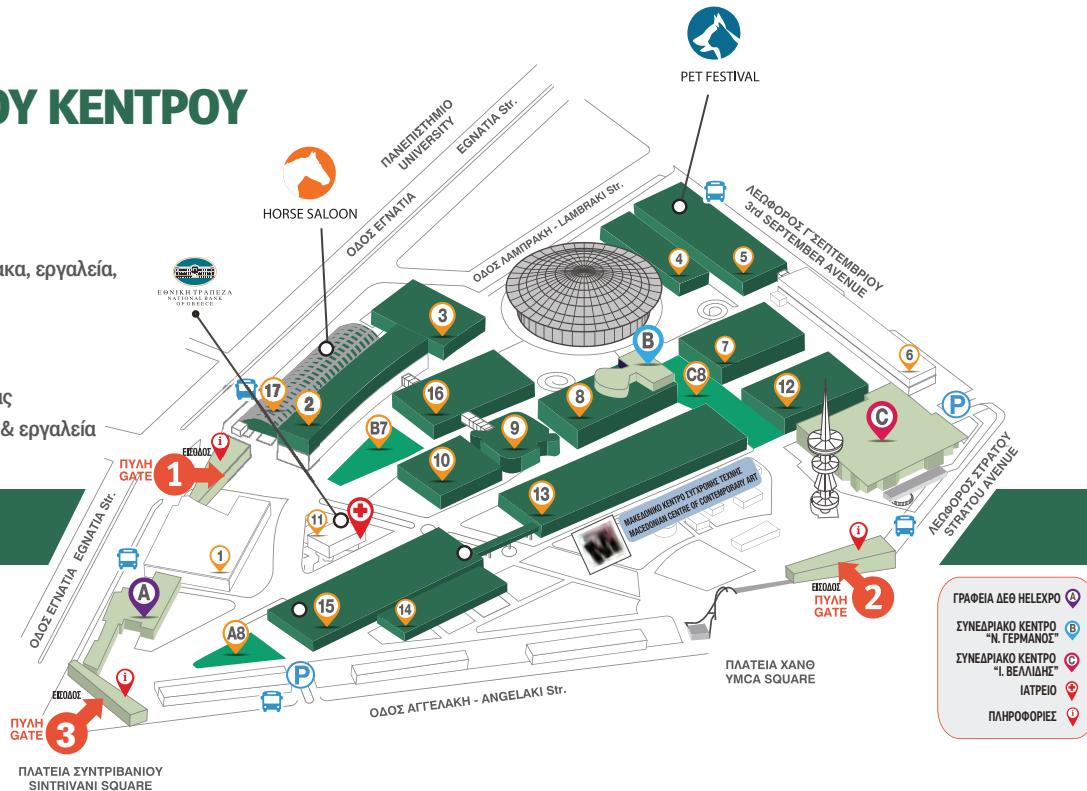 ΟΥ ΚΕΝΤΡΟΥ
PET FESTIVAL
HORSE SALOON
ΠΑΝΕΠΙΣΤΗΜΙΟ
UNIVERSITY
ΟΔΟΣ ΕΓΝΑΤΙΑ
EGNATIA Str.
ΟΔΟΣ ΛΑΜΠΡΑΚΗ - LAMBRAKI Str.
ΛΕΩΦΟΡΟΣ Γ'ΣΕΠΤΕΜΒΡΙΟΥ
3rd SEPTEMBER AVENUE
ακα, εργαλεία,
ΕΘΝΙΚΗ ΤΡΑΠΕΖΑ
NATIONAL BANK
OF GREECE
ας
& εργαλεία
4
5
3
B
7
6
C8
12
17
2
16
8
C
P
B7
9
10
13
ΜΑΚΕΔΟΝΙΚΟ ΚΕΝΤΡΟ ΣΥΓΧΡΟΝΗΣ ΤΕΧΝΗΣ
MACEDONIAN CENTRE OF CONTEMPORARY ART
M
ΛΕΩΦΟΡΟΣ ΣΤΡΑΤΟΥ
STRATOU AVENUE
ΕΙΣΟΔΟΣ
i
ΠΥΛΗ
GATE
1
11
1
ΟΔΟΣ ΕΓΝΑΤΙΑ EGNATIA Str.
A
15
14
A8
P
ΕΙΣΟΔΟΣ
i
ΠΥΛΗ
GATE
2
ΕΙΣΟΔΟΣ
i
ΠΥΛΗ
GATE
3
ΟΔΟΣ ΑΓΓΕΛΑΚΗ - ANGELAKI Str.
ΠΛΑΤΕΙΑ ΧΑΝΘ
YMCA SQUARE
ΠΛΑΤΕΙΑ ΣΥΝΤΡΙΒΑΝΙΟΥ
SINTRIVANI SQUARE
ΓΡΑΦΕΙΑ ΔΕΘ HELEXPO A
ΣΥΝΕΔΡΙΑΚΟ ΚΕΝΤΡΟ
"Ν. ΓΕΡΜΑΝΟΣ" B
ΣΥΝΕΔΡΙΑΚΟ ΚΕΝΤΡΟ
"Ι. ΒΕΛΛΙΔΗΣ" C
ΙΑΤΡΕΙΟ
ΠΛΗΡΟΦΟΡΙΕΣ i